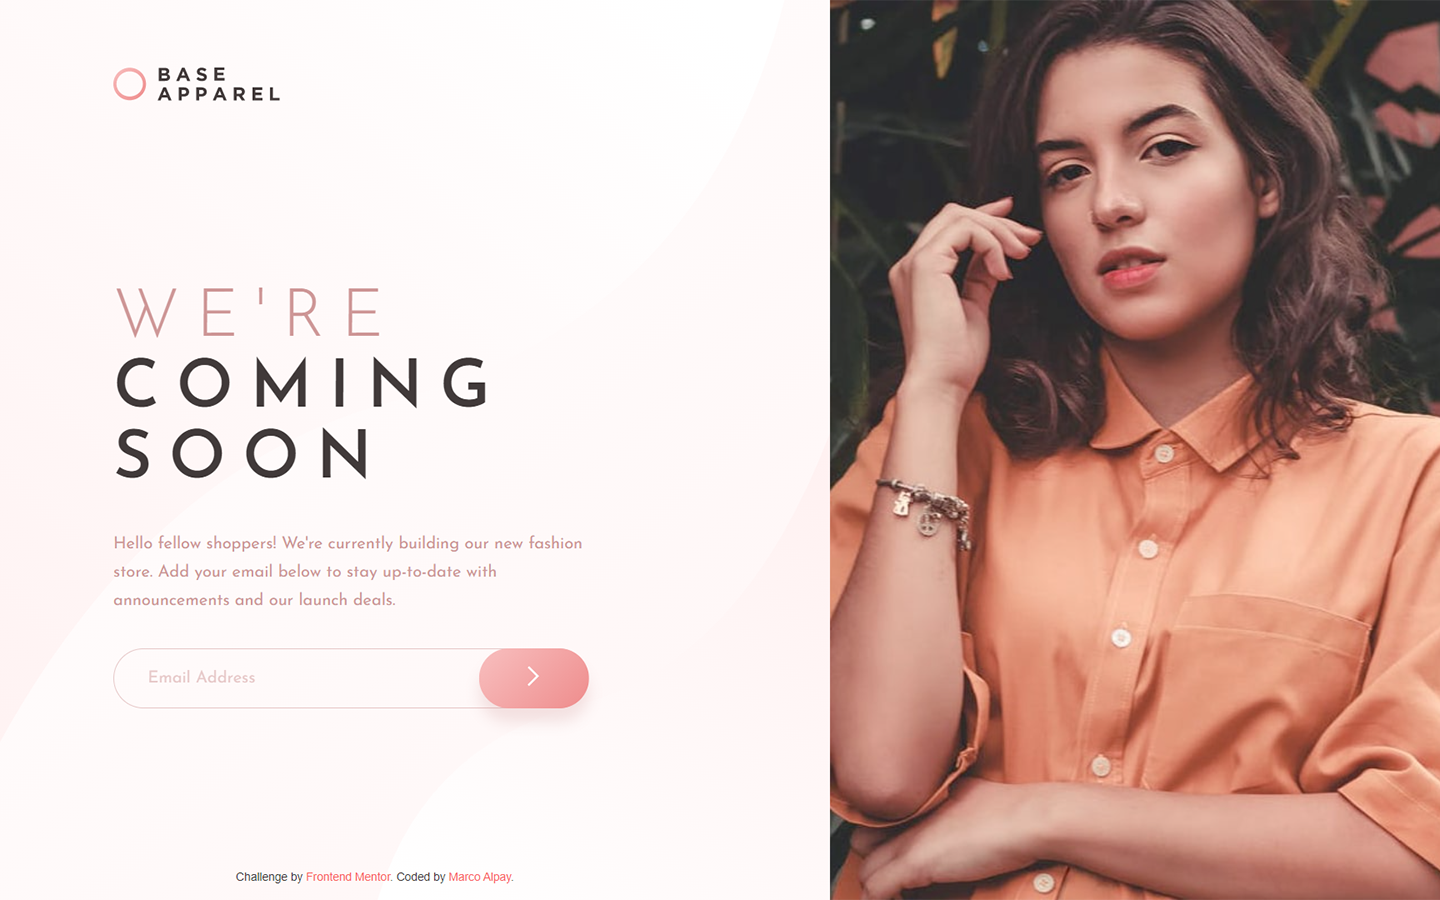 BASE
APPAREL
WE'RE
COMING
SOON
Hello fellow shoppers! We're currently building our new fashion
store. Add your email below to stay up-to-date with
announcements and our launch deals.
Email Address
Challenge by Frontend Mentor. Coded by Marco Alpay.